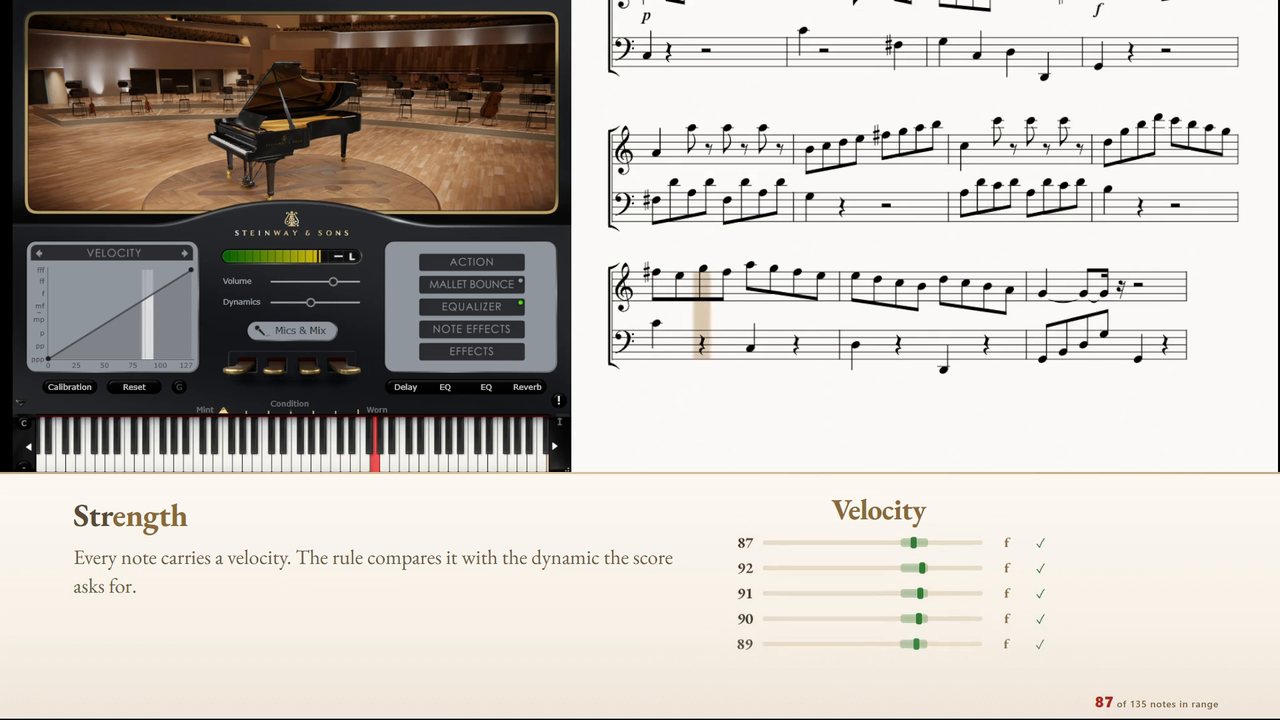 p
f
STEINWAY & SONS
VELOCITY
fff
ff
f
mf
mp
p
pp
ppp
0 25 50 75 100 127
L
Volume
Dynamics
Mics & Mix
ACTION
MALLET BOUNCE
EQUALIZER
NOTE EFFECTS
EFFECTS
Calibration Reset G
Delay EQ EQ Reverb
!
Mint Condition Worn
C
Strength
Every note carries a velocity. The rule compares it with the dynamic the score
asks for.
Velocity
87 f ✓
92 f ✓
91 f ✓
90 f ✓
89 f ✓
87 of 135 notes in range